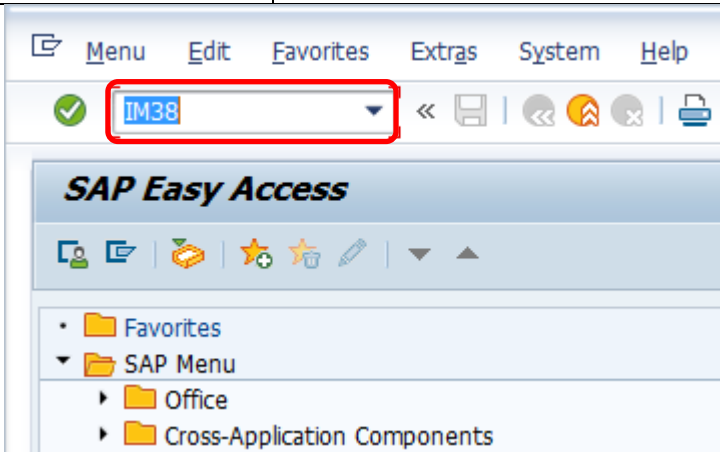 Menu Edit Favorites Extras System Help
IM38
SAP Easy Access
Favorites
SAP Menu
Office
Cross-Application Components